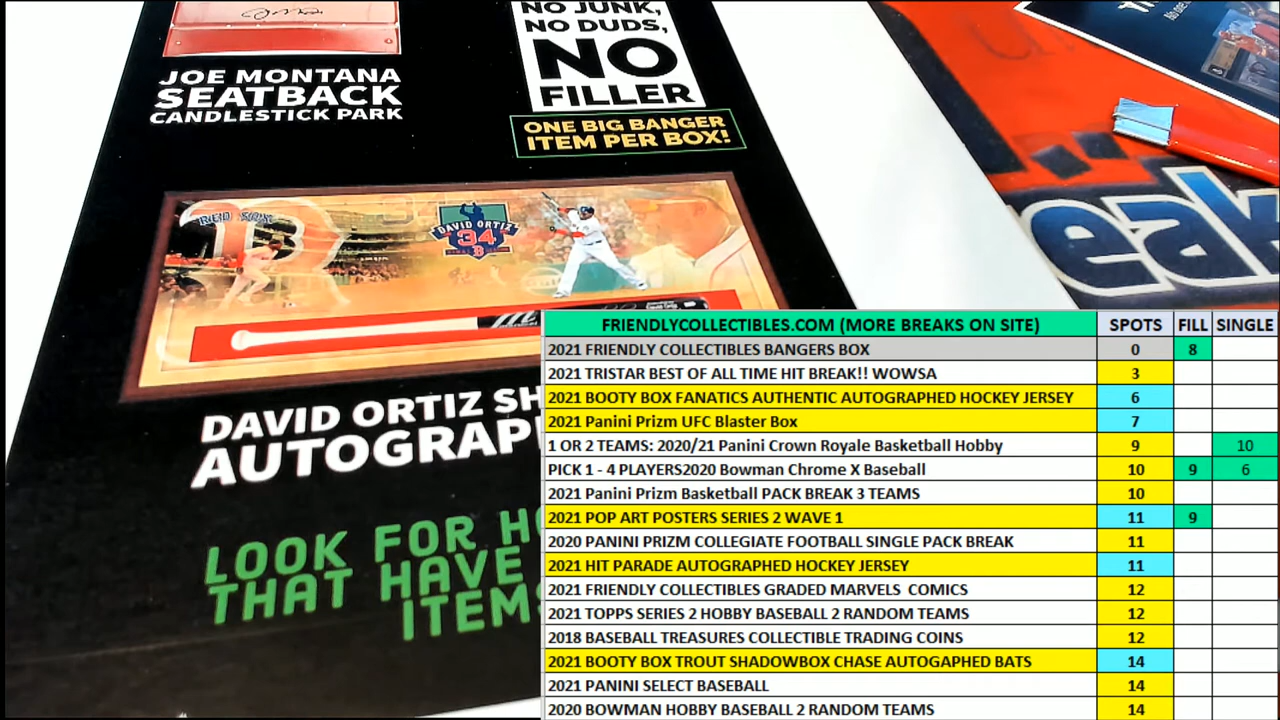 JOE MONTANA
SEATBACK
CANDLESTICK PARK
NO JUNK,
NO DUDS,
NO
FILLER
ONE BIG BANGER
ITEM PER BOX!
RED SOX
DAVID ORTIZ
34
DAVID ORTIZ SH
AUTOGRAP
LOOK FOR HO
THAT HAVE
ITEM
eak
FRIENDLYCOLLECTIBLES.COM (MORE BREAKS ON SITE) SPOTS FILL SINGLE
2021 FRIENDLY COLLECTIBLES BANGERS BOX 0 8
2021 TRISTAR BEST OF ALL TIME HIT BREAK!! WOWSA 3
2021 BOOTY BOX FANATICS AUTHENTIC AUTOGRAPHED HOCKEY JERSEY 6
2021 Panini Prizm UFC Blaster Box 7
1 OR 2 TEAMS: 2020/21 Panini Crown Royale Basketball Hobby 9 10
PICK 1 - 4 PLAYERS2020 Bowman Chrome X Baseball 10 9 6
2021 Panini Prizm Basketball PACK BREAK 3 TEAMS 10
2021 POP ART POSTERS SERIES 2 WAVE 1 11 9
2020 PANINI PRIZM COLLEGIATE FOOTBALL SINGLE PACK BREAK 11
2021 HIT PARADE AUTOGRAPHED HOCKEY JERSEY 11
2021 FRIENDLY COLLECTIBLES GRADED MARVELS COMICS 12
2021 TOPPS SERIES 2 HOBBY BASEBALL 2 RANDOM TEAMS 12
2018 BASEBALL TREASURES COLLECTIBLE TRADING COINS 12
2021 BOOTY BOX TROUT SHADOWBOX CHASE AUTOGAPHED BATS 14
2021 PANINI SELECT BASEBALL 14
2020 BOWMAN HOBBY BASEBALL 2 RANDOM TEAMS 14